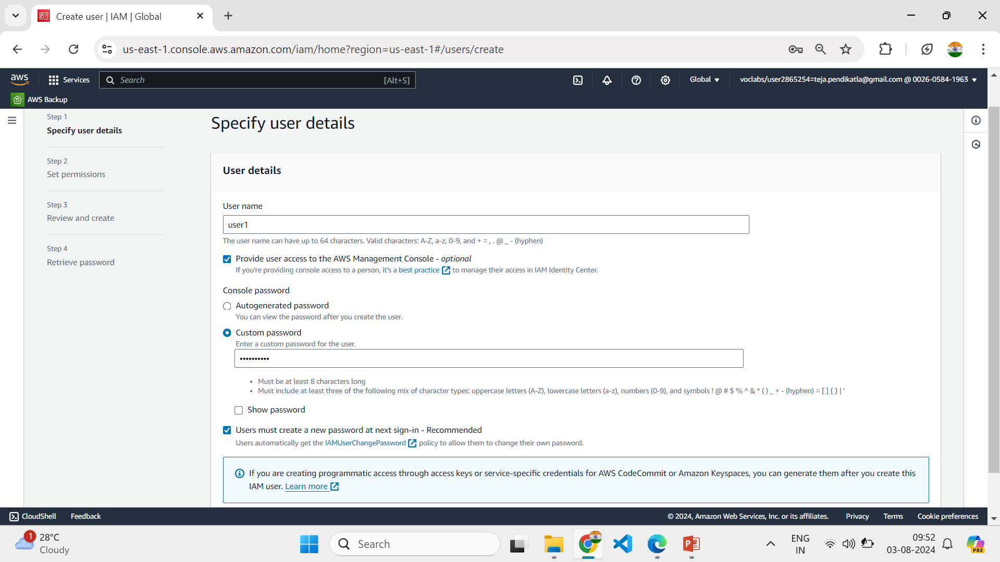 Create user | IAM | Global
us-east-1.console.aws.amazon.com/iam/home?region=us-east-1#/users/create
aws
Services
Search
[Alt+S]
Global
voclabs/user2865254=teja.pendikatla@gmail.com @ 0026-0584-1963
AWS Backup
Step 1
Specify user details
Step 2
Set permissions
Step 3
Review and create
Step 4
Retrieve password
Specify user details
User details
User name
user1
The user name can have up to 64 characters. Valid characters: A-Z, a-z, 0-9, and + = , . @ _ - (hyphen)
Provide user access to the AWS Management Console - optional
If you're providing console access to a person, it's a best practice to manage their access in IAM Identity Center.
Console password
Autogenerated password
You can view the password after you create the user.
Custom password
Enter a custom password for the user.
••••••••••
• Must be at least 8 characters long
• Must include at least three of the following mix of character types: uppercase letters (A-Z), lowercase letters (a-z), numbers (0-9), and symbols ! @ # $ % ^ & * ( ) _ + - (hyphen) = [ ] { } | '
Show password
Users must create a new password at next sign-in - Recommended
Users automatically get the IAMUserChangePassword policy to allow them to change their own password.
If you are creating programmatic access through access keys or service-specific credentials for AWS CodeCommit or Amazon Keyspaces, you can generate them after you create this
IAM user. Learn more
CloudShell
Feedback
© 2024, Amazon Web Services, Inc. or its affiliates.
Privacy
Terms
Cookie preferences
1
28°C
Cloudy
Search
ENG
IN
09:52
03-08-2024
PRE